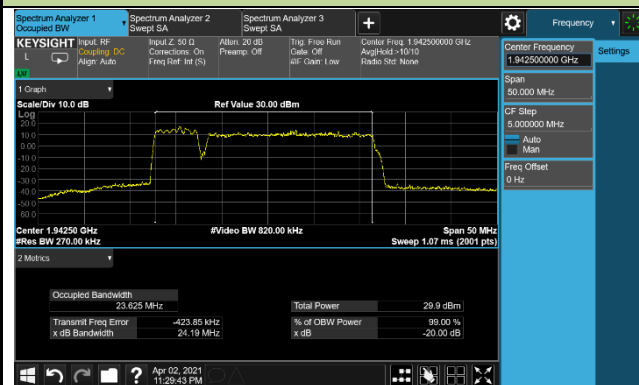 Spectrum Analyzer 1
Occupied BW
Spectrum Analyzer 2
Swept SA
Spectrum Analyzer 3
Swept SA
+
Frequency
KEYSIGHT
L
LXI
Input: RF
Coupling: DC
Align: Auto
Input Z: 50 Ω
Corrections: On
Freq Ref: Int (S)
Atten: 20 dB
Preamp: Off
Trig: Free Run
Gate: Off
#IF Gain: Low
Center Freq: 1.942500000 GHz
Avg|Hold:>10/10
Radio Std: None
Center Frequency
1.942500000 GHz
Settings
Span
50.000 MHz
CF Step
5.000000 MHz
Auto
Man
Freq Offset
0 Hz
1 Graph
Scale/Div 10.0 dB
Ref Value 30.00 dBm
Log
20.0
10.0
0.00
-10.0
-20.0
-30.0
-40.0
-50.0
-60.0
Center 1.94250 GHz
#Video BW 820.00 kHz
Span 50 MHz
#Res BW 270.00 kHz
Sweep 1.07 ms (2001 pts)
2 Metrics
Occupied Bandwidth
23.625 MHz
Total Power 29.9 dBm
Transmit Freq Error -423.85 kHz
% of OBW Power 99.00 %
x dB Bandwidth 24.19 MHz
x dB -20.00 dB
?
Apr 02, 2021
11:29:43 PM